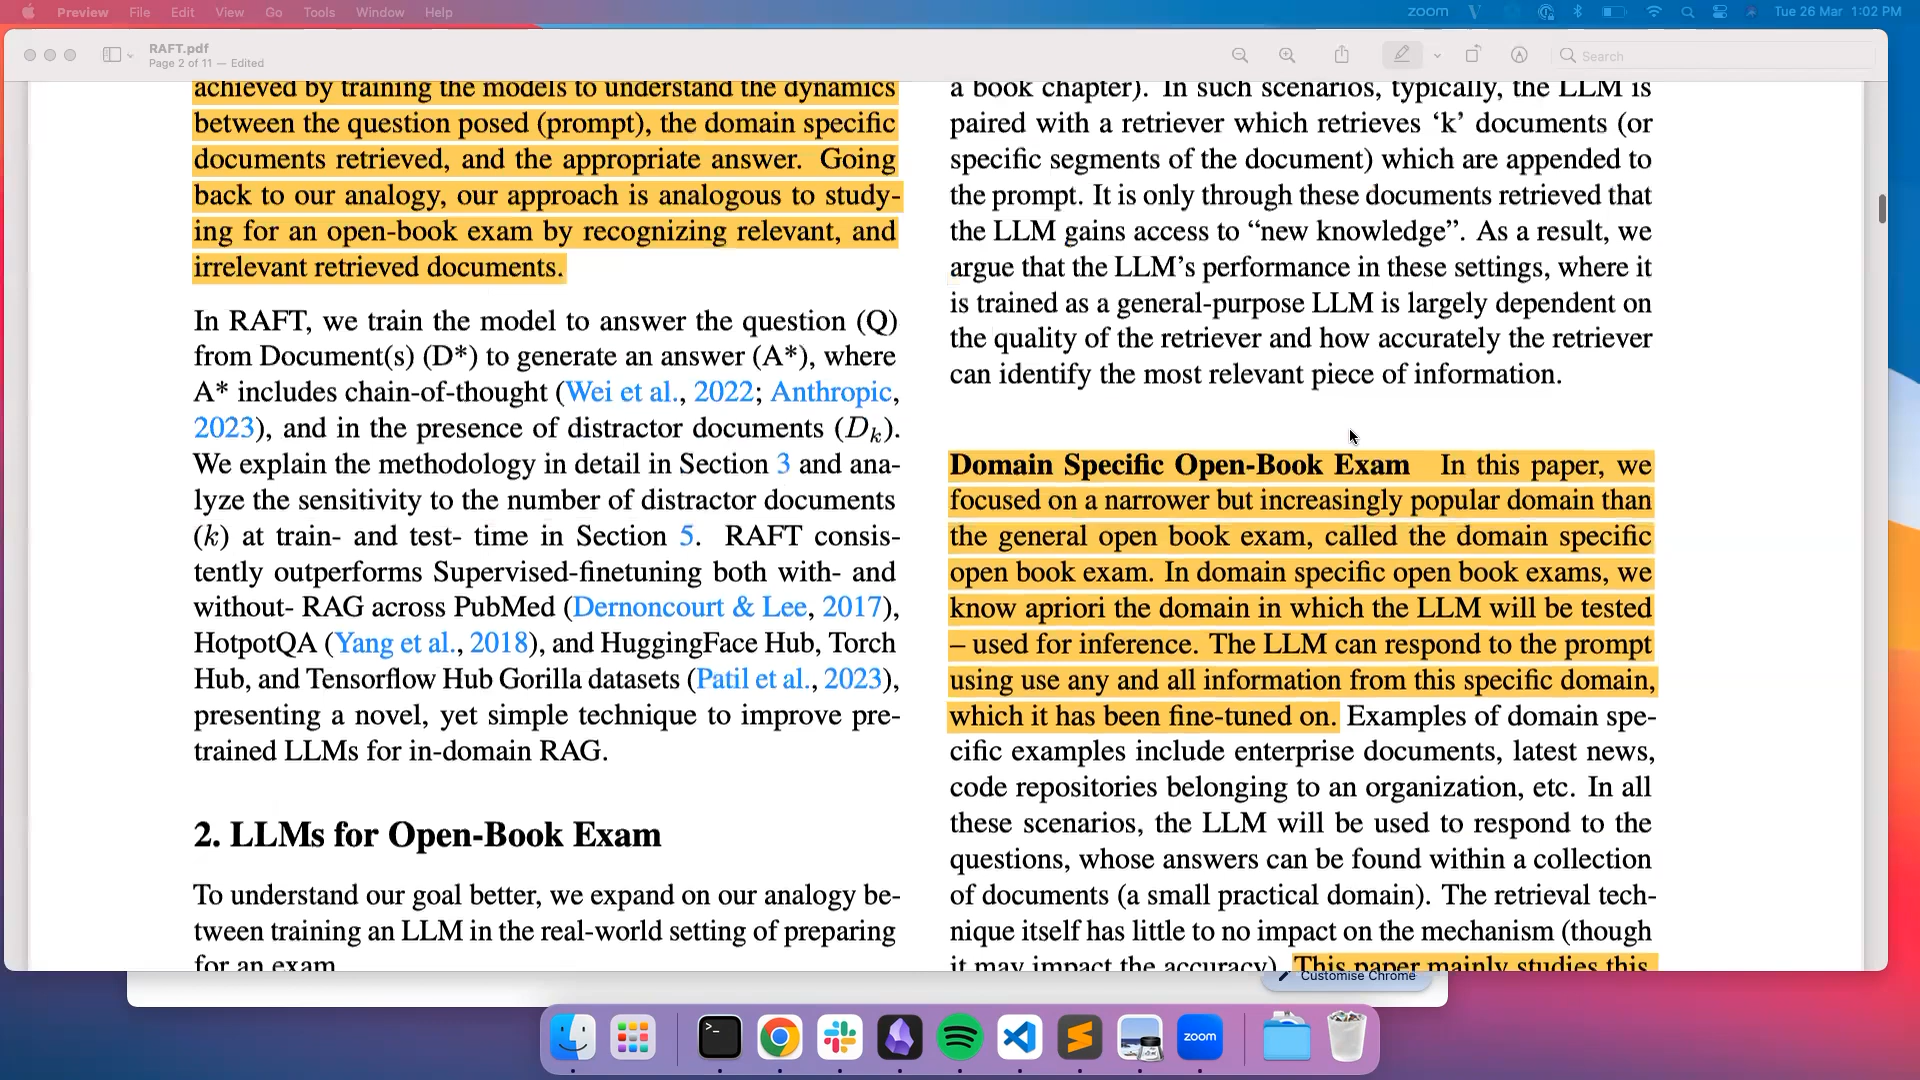 Preview File Edit View Go Tools Window Help
zoom Tue 26 Mar 1:02 PM
RAFT.pdf
Page 2 of 11 — Edited
Search
achieved by training the models to understand the dynamics
between the question posed (prompt), the domain specific
documents retrieved, and the appropriate answer. Going
back to our analogy, our approach is analogous to study-
ing for an open-book exam by recognizing relevant, and
irrelevant retrieved documents.
In RAFT, we train the model to answer the question (Q)
from Document(s) (D*) to generate an answer (A*), where
A* includes chain-of-thought (Wei et al., 2022; Anthropic,
2023), and in the presence of distractor documents (Dk).
We explain the methodology in detail in Section 3 and ana-
lyze the sensitivity to the number of distractor documents
(k) at train- and test- time in Section 5. RAFT consis-
tently outperforms Supervised-finetuning both with- and
without- RAG across PubMed (Dernoncourt & Lee, 2017),
HotpotQA (Yang et al., 2018), and HuggingFace Hub, Torch
Hub, and Tensorflow Hub Gorilla datasets (Patil et al., 2023),
presenting a novel, yet simple technique to improve pre-
trained LLMs for in-domain RAG.
2. LLMs for Open-Book Exam
To understand our goal better, we expand on our analogy be-
tween training an LLM in the real-world setting of preparing
for an exam
a book chapter). In such scenarios, typically, the LLM is
paired with a retriever which retrieves ‘k’ documents (or
specific segments of the document) which are appended to
the prompt. It is only through these documents retrieved that
the LLM gains access to “new knowledge”. As a result, we
argue that the LLM’s performance in these settings, where it
is trained as a general-purpose LLM is largely dependent on
the quality of the retriever and how accurately the retriever
can identify the most relevant piece of information.
Domain Specific Open-Book Exam In this paper, we
focused on a narrower but increasingly popular domain than
the general open book exam, called the domain specific
open book exam. In domain specific open book exams, we
know apriori the domain in which the LLM will be tested
– used for inference. The LLM can respond to the prompt
using use any and all information from this specific domain,
which it has been fine-tuned on. Examples of domain spe-
cific examples include enterprise documents, latest news,
code repositories belonging to an organization, etc. In all
these scenarios, the LLM will be used to respond to the
questions, whose answers can be found within a collection
of documents (a small practical domain). The retrieval tech-
nique itself has little to no impact on the mechanism (though
it may impact the accuracy). This paper mainly studies this
Customise Chrome
zoom